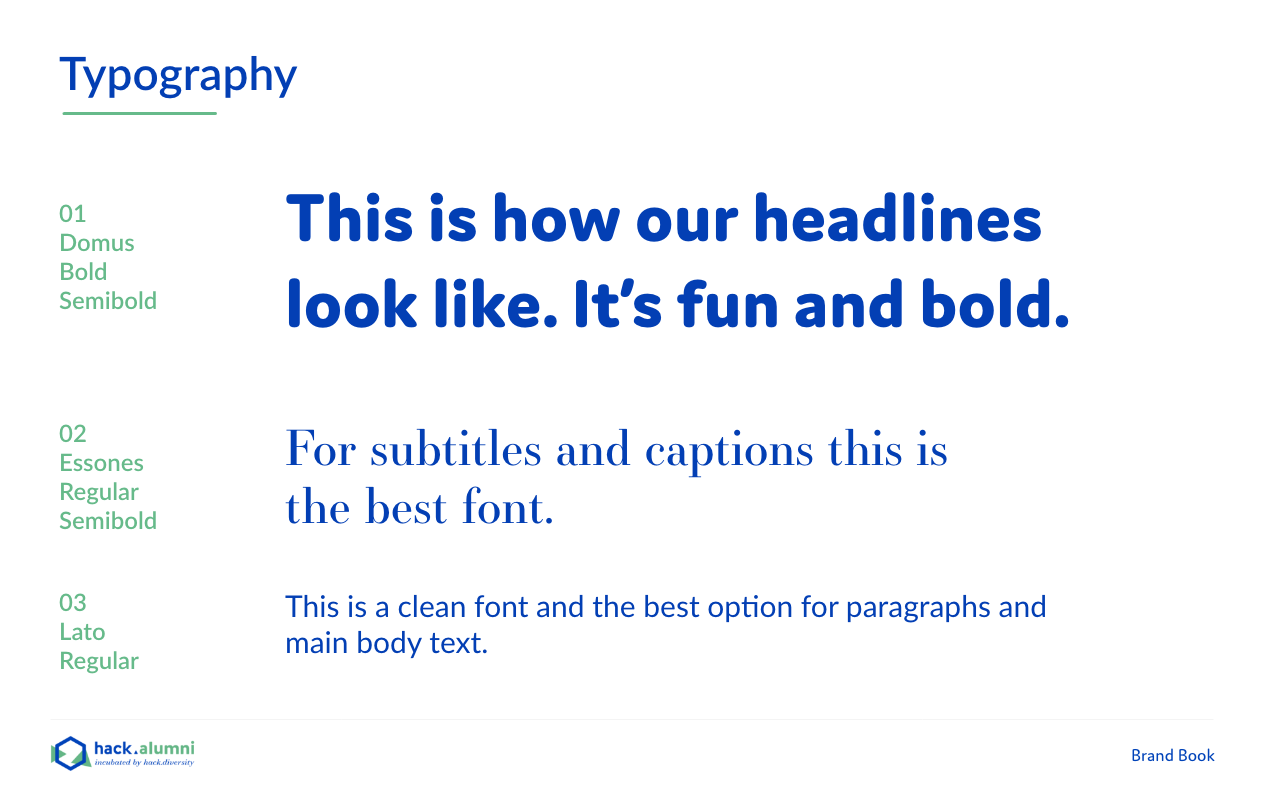 Typography
01
Domus
Bold
Semibold
This is how our headlines
look like. It’s fun and bold.
02
Essones
Regular
Semibold
For subtitles and captions this is
the best font.
03
Lato
Regular
This is a clean font and the best option for paragraphs and
main body text.
hack.alumni
incubated by hack.diversity
Brand Book